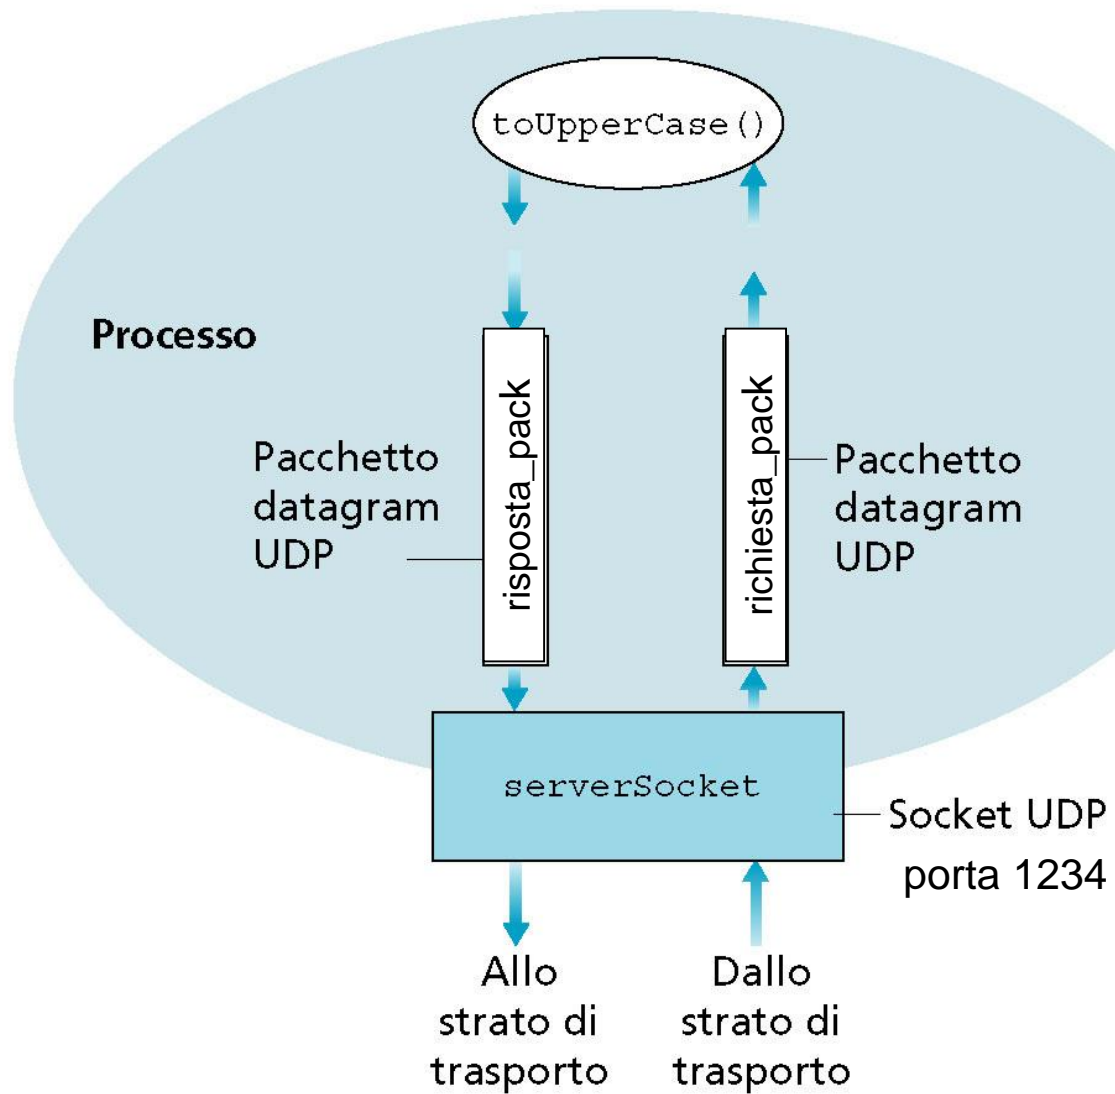 toUpperCase()
Processo
Pacchetto
datagram
UDP
risposta_pack
richiesta_pack
Pacchetto
datagram
UDP
serverSocket
Socket UDP
porta 1234
Allo
strato di
trasporto
Dallo
strato di
trasporto